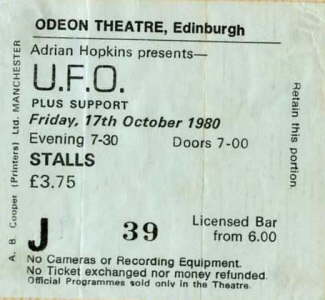 ODEON THEATRE, Edinburgh
Adrian Hopkins presents—
U.F.O.
PLUS SUPPORT
Friday, 17th October 1980
Evening 7-30 Doors 7-00
STALLS
£3.75
J 39 Licensed Bar
from 6.00
No Cameras or Recording Equipment.
No Ticket exchanged nor money refunded.
Official Programmes sold only in the Theatre.
A. B. Cooper (Printers) Ltd. MANCHESTER
Retain this portion